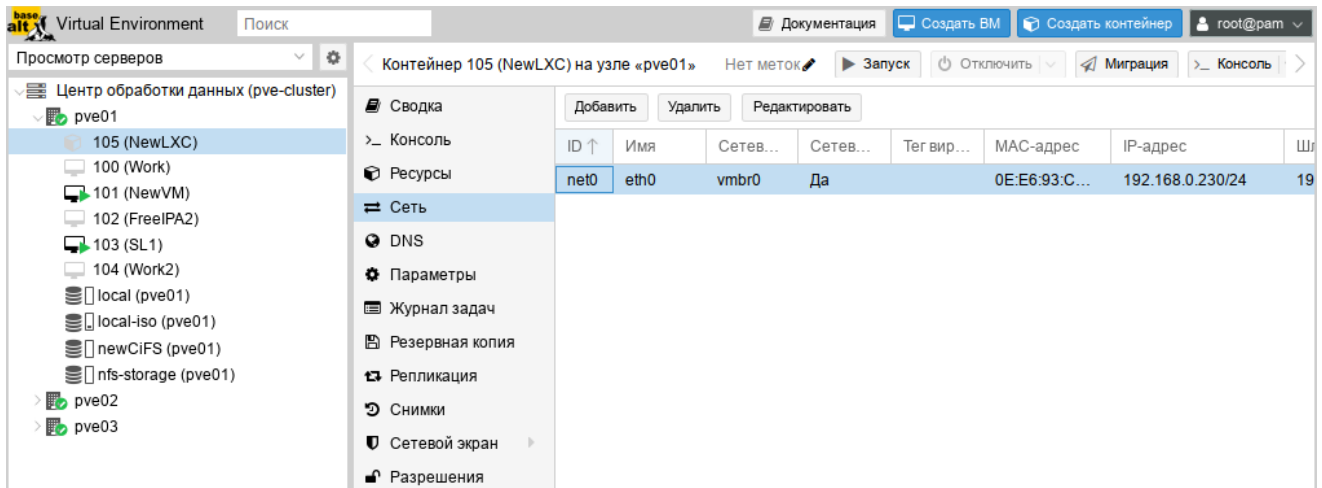 base
alt Virtual Environment Поиск Документация Создать ВМ Создать контейнер root@pam
Просмотр серверов
Контейнер 105 (NewLXC) на узле «pve01» Нет меток Запуск Отключить Миграция >_ Консоль
Центр обработки данных (pve-cluster)
pve01
105 (NewLXC)
100 (Work)
101 (NewVM)
102 (FreeIPA2)
103 (SL1)
104 (Work2)
local (pve01)
local-iso (pve01)
newCiFS (pve01)
nfs-storage (pve01)
pve02
pve03
Сводка
>_ Консоль
Ресурсы
Сеть
DNS
Параметры
Журнал задач
Резервная копия
Репликация
Снимки
Сетевой экран
Разрешения
Добавить Удалить Редактировать
ID ↑ Имя Сетев... Сетев... Тег вир... MAC-адрес IP-адрес Шл
net0 eth0 vmbr0 Да 0E:E6:93:C... 192.168.0.230/24 19